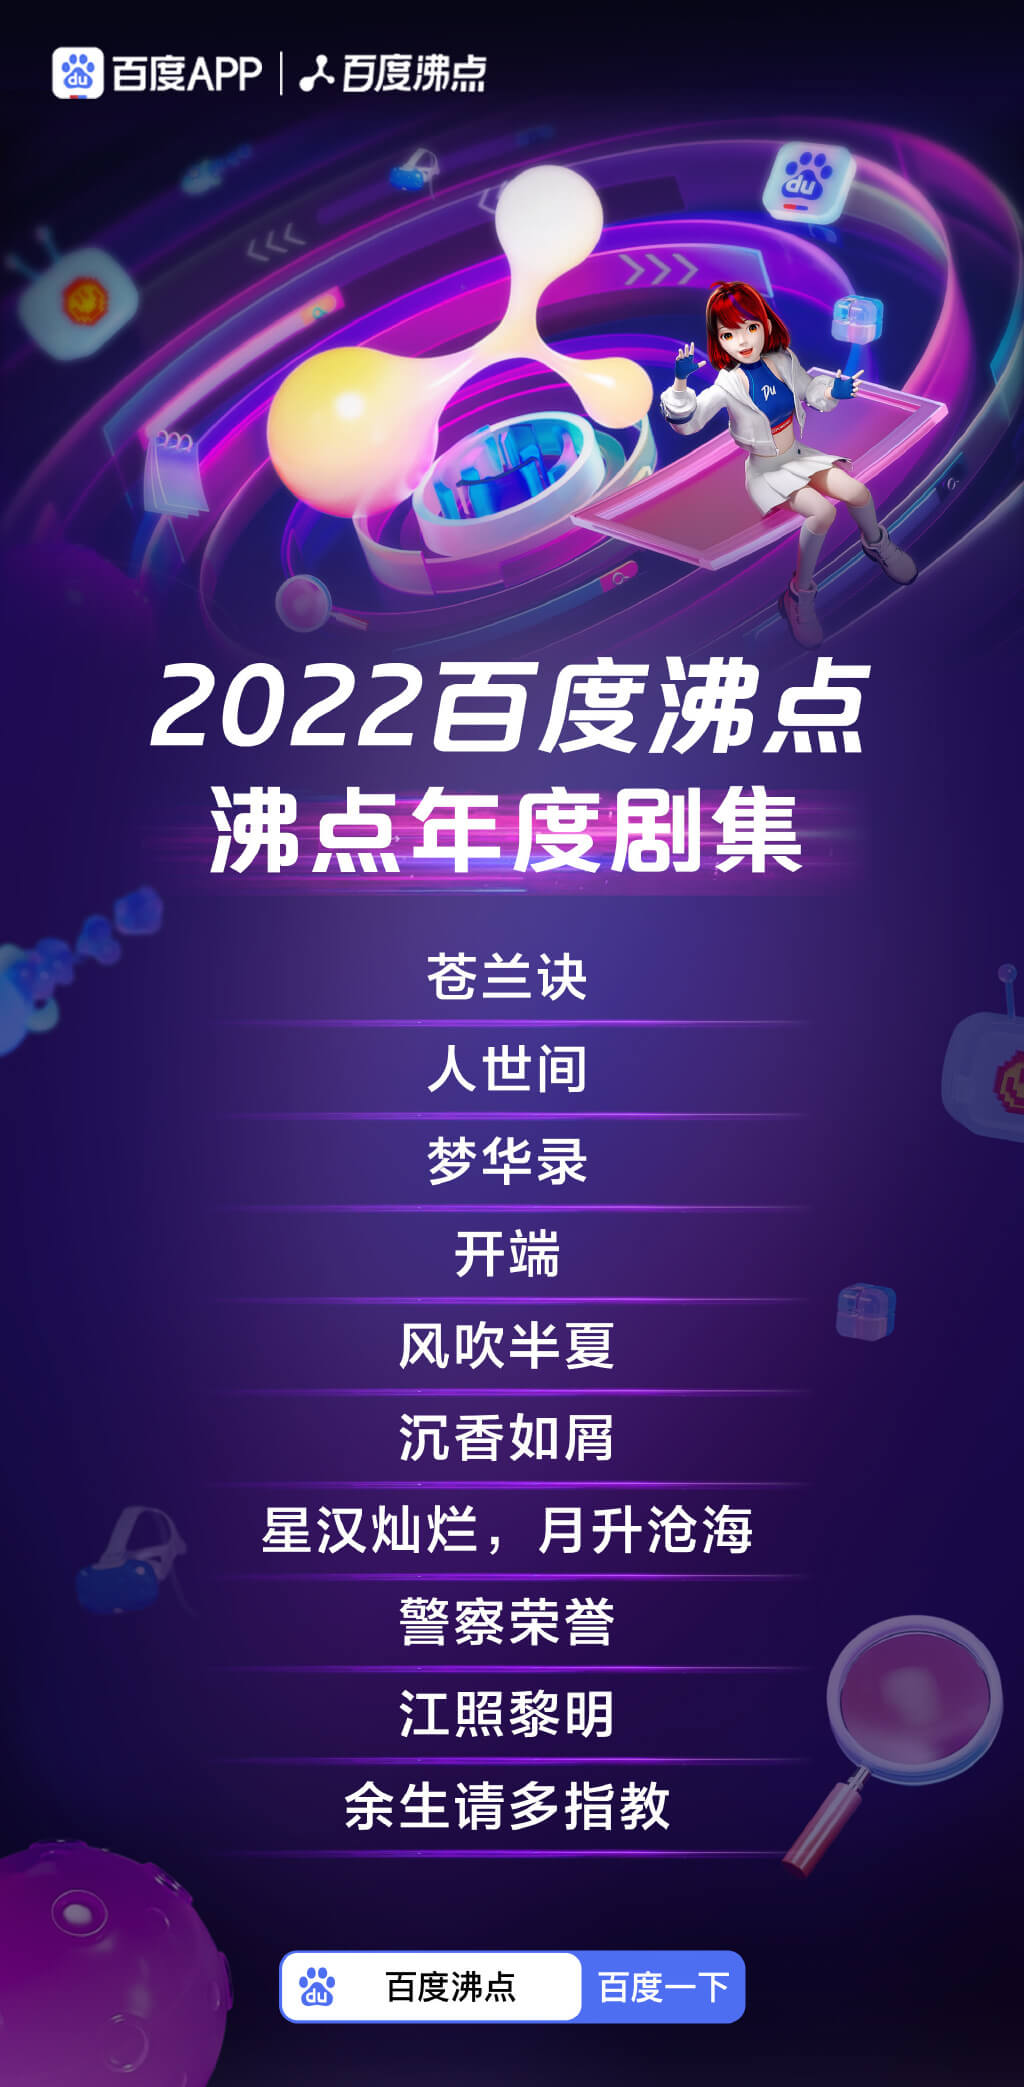 百度APP | 百度沸点
2022百度沸点
沸点年度剧集
苍兰诀
人世间
梦华录
开端
风吹半夏
沉香如屑
星汉灿烂，月升沧海
警察荣誉
江照黎明
余生请多指教
百度沸点 百度一下